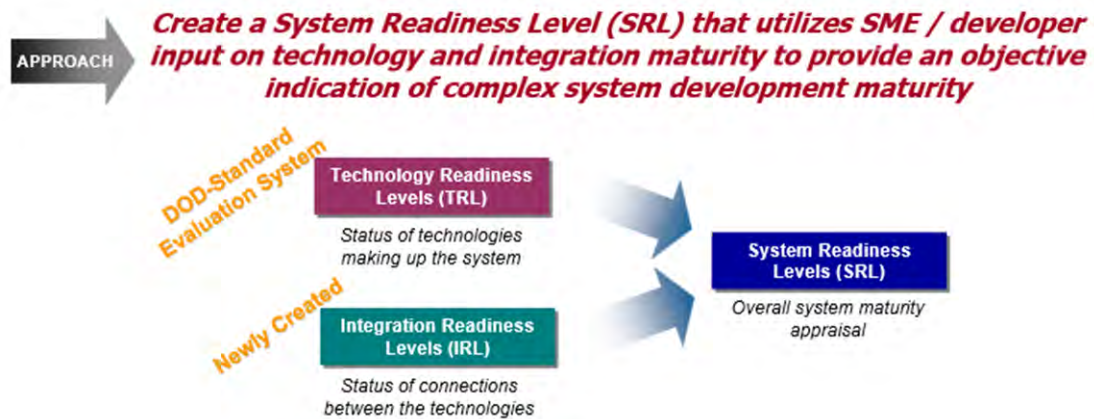 APPROACH
Create a System Readiness Level (SRL) that utilizes SME / developer
input on technology and integration maturity to provide an objective
indication of complex system development maturity
DOD-Standard
Evaluation System
Technology Readiness
Levels (TRL)
Status of technologies
making up the system
System Readiness
Levels (SRL)
Overall system maturity
appraisal
Newly Created
Integration Readiness
Levels (IRL)
Status of connections
between the technologies